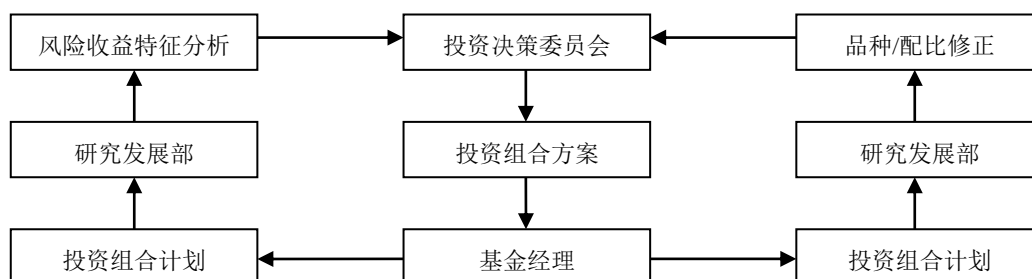 风险收益特征分析
投资决策委员会
品种/配比修正
研究发展部
投资组合方案
研究发展部
投资组合计划
基金经理
投资组合计划